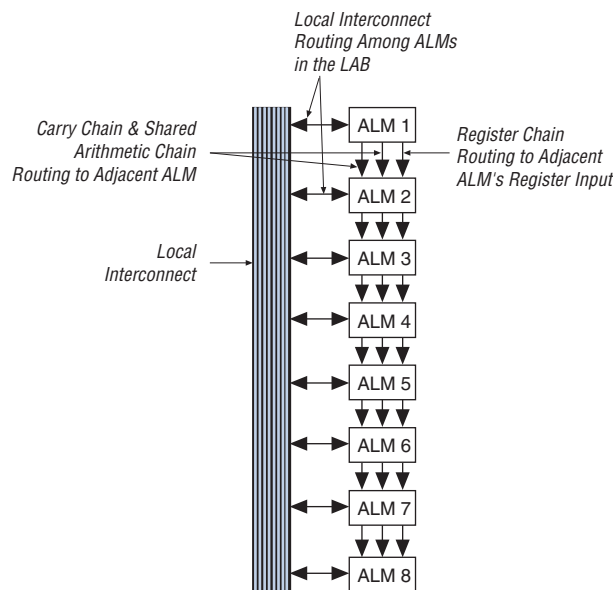 Local Interconnect
Routing Among ALMs
in the LAB
Carry Chain & Shared
Arithmetic Chain
Routing to Adjacent ALM
Register Chain
Routing to Adjacent
ALM's Register Input
Local
Interconnect
ALM 1
ALM 2
ALM 3
ALM 4
ALM 5
ALM 6
ALM 7
ALM 8